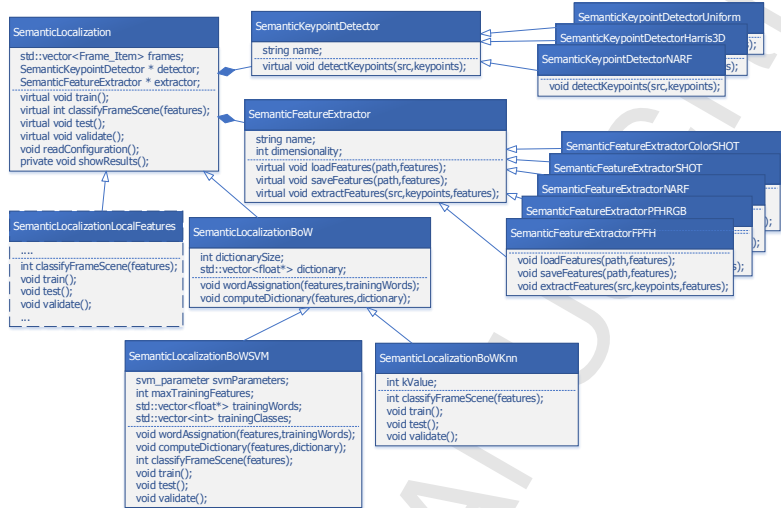 SemanticLocalization
std::vector<Frame_Item> frames;
SemanticKeypointDetector * detector;
SemanticFeatureExtractor * extractor;
virtual void train();
virtual int classifyFrameScene(features);
virtual void test();
virtual void validate();
void readConfiguration();
private void showResults();
SemanticKeypointDetector
string name;
virtual void detectKeypoints(src,keypoints);
SemanticKeypointDetectorUniform
SemanticKeypointDetectorHarris3D
);
SemanticKeypointDetectorNARF
s);
void detectKeypoints(src,keypoints);
SemanticFeatureExtractor
string name;
int dimensionality;
virtual void loadFeatures(path,features);
virtual void saveFeatures(path,features);
virtual void extractFeatures(src,keypoints,features);
SemanticFeatureExtractorColorSHOT
SemanticFeatureExtractorSHOT
SemanticFeatureExtractorNARF
SemanticFeatureExtractorPFHRGB
SemanticFeatureExtractorFPFH
);
s);
void loadFeatures(path,features);
void saveFeatures(path,features);
void extractFeatures(src,keypoints,features);
SemanticLocalizationLocalFeatures
....
int classifyFrameScene(features);
void train();
void test();
void validate();
...
SemanticLocalizationBoW
int dictionarySize;
std::vector<float*> dictionary;
void wordAssignation(features,trainingWords);
void computeDictionary(features,dictionary);
SemanticLocalizationBoWSVM
svm_parameter svmParameters;
int maxTrainingFeatures;
std::vector<float*> trainingWords;
std::vector<int> trainingClasses;
void wordAssignation(features,trainingWords);
void computeDictionary(features,dictionary);
int classifyFrameScene(features);
void train();
void test();
void validate();
SemanticLocalizationBoWKnn
int kValue;
int classifyFrameScene(features);
void train();
void test();
void validate();